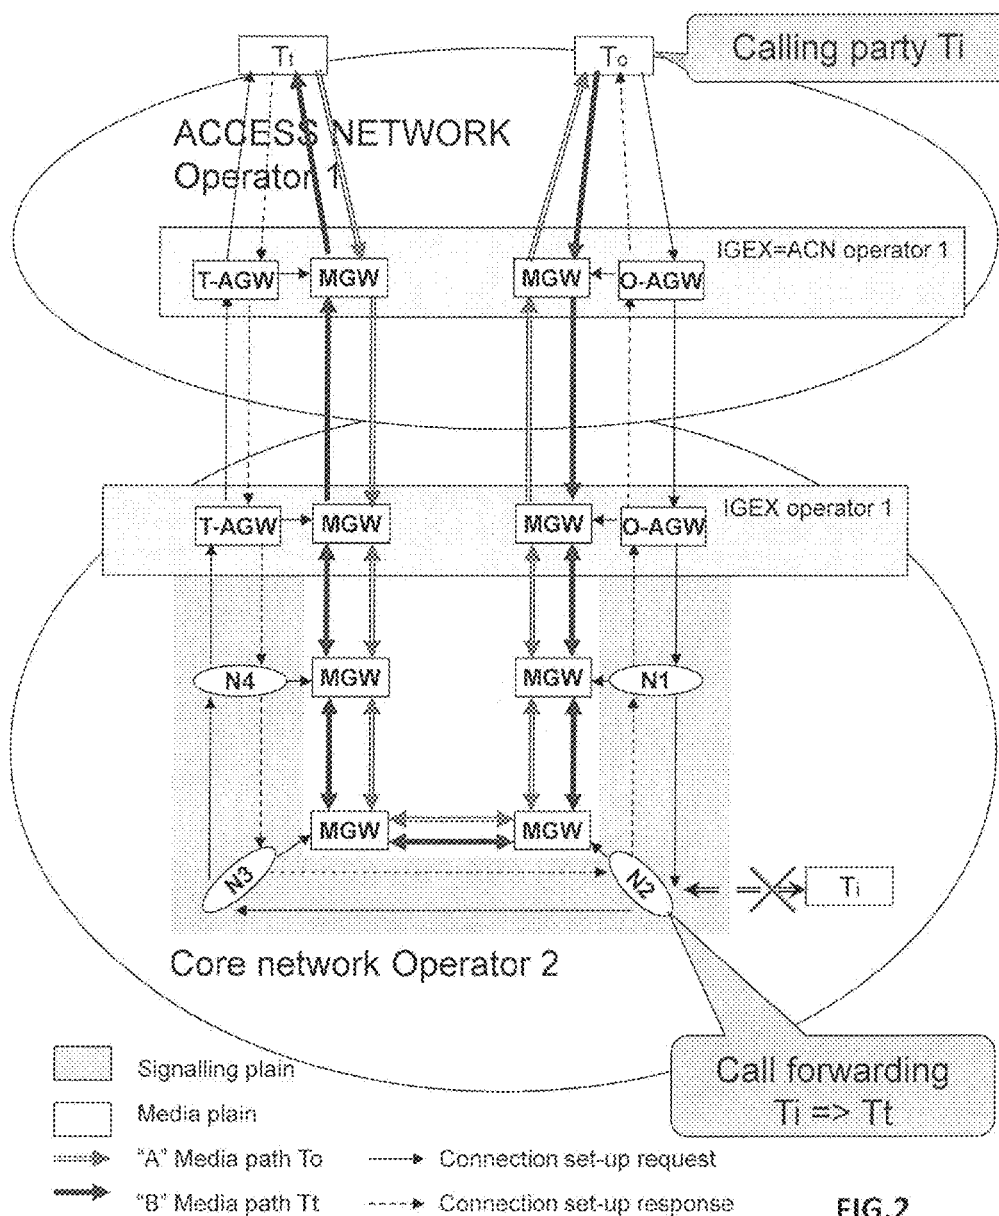 Tt
To
Calling party Ti
ACCESS NETWORK
Operator 1
IGEX=ACN operator 1
T-AGW
MGW
MGW
O-AGW
IGEX operator 1
T-AGW
MGW
MGW
O-AGW
N4
MGW
MGW
N1
MGW
MGW
N3
N2
Ti
Core network Operator 2
Call forwarding
Ti => Tt
Signalling plain
Media plain
"A" Media path To
Connection set-up request
"B" Media path Tt
Connection set-up response
FIG.2